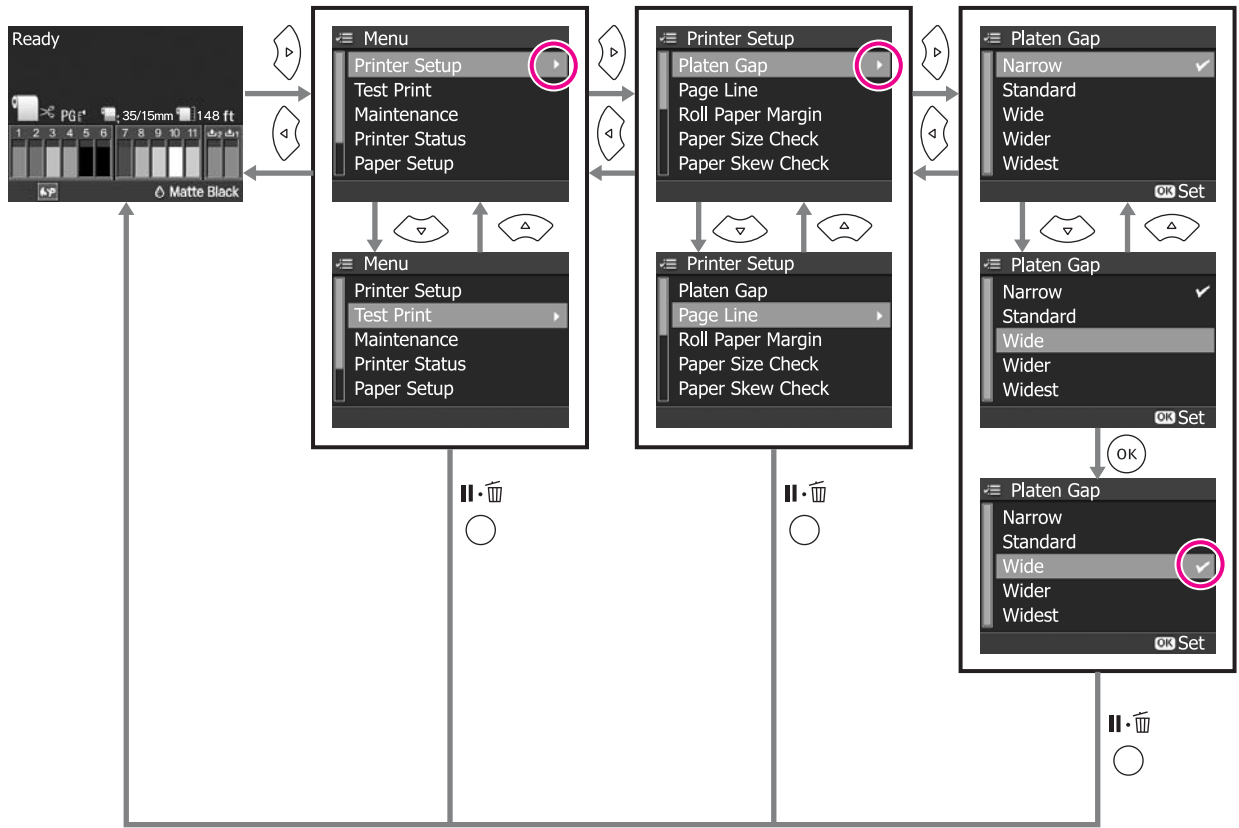 Ready
PG
35/15mm 148 ft
1 2 3 4 5 6 7 8 9 10 11
Matte Black
Menu
Printer Setup
Test Print
Maintenance
Printer Status
Paper Setup
Menu
Printer Setup
Test Print
Maintenance
Printer Status
Paper Setup
Printer Setup
Platen Gap
Page Line
Roll Paper Margin
Paper Size Check
Paper Skew Check
Printer Setup
Platen Gap
Page Line
Roll Paper Margin
Paper Size Check
Paper Skew Check
Platen Gap
Narrow
Standard
Wide
Wider
Widest
OK Set
Platen Gap
Narrow
Standard
Wide
Wider
Widest
OK Set
OK
Platen Gap
Narrow
Standard
Wide
Wider
Widest
OK Set